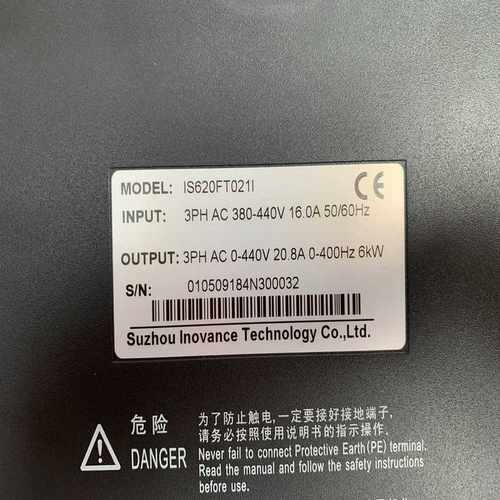 MODEL: IS620FT021I CE
INPUT: 3PH AC 380-440V 16.0A 50/60Hz
OUTPUT: 3PH AC 0-440V 20.8A 0-400Hz 6kW
S/N: 010509184N300032
Suzhou Inovance Technology Co.,Ltd.
危险
DANGER
为了防止触电,一定要接好接地端子.
请务必按照使用说明书的指示操作.
Never fail to connect Protective Earth(PE) terminal.
Read the manual and follow the safety instructions
before use.